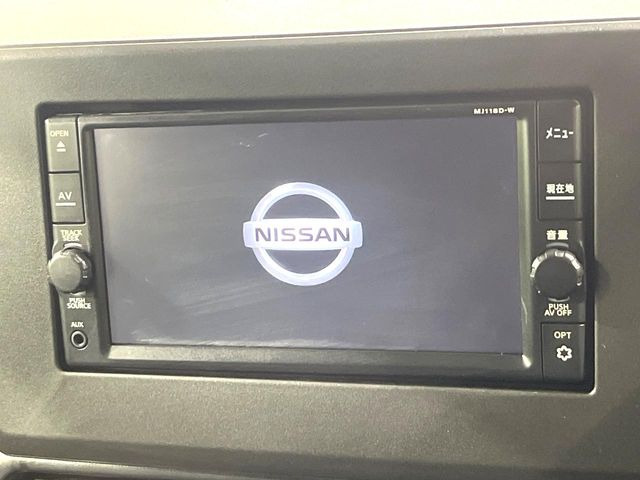 MJ118D-W
OPEN
AV
TRACK
SEEK
PUSH
SOURCE
AUX
NISSAN
メニュー
現在地
音量
PUSH
AV OFF
OPT